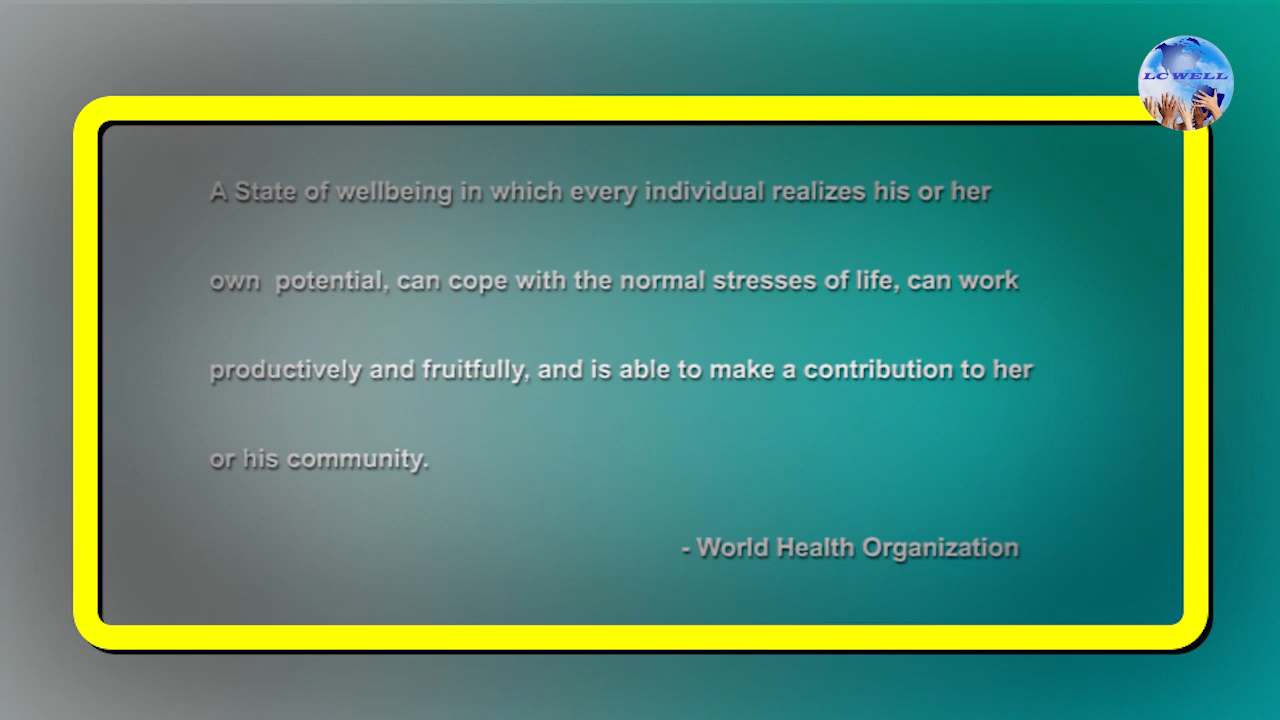 LC WELL
A State of wellbeing in which every individual realizes his or her
own  potential, can cope with the normal stresses of life, can work
productively and fruitfully, and is able to make a contribution to her
or his community.
- World Health Organization